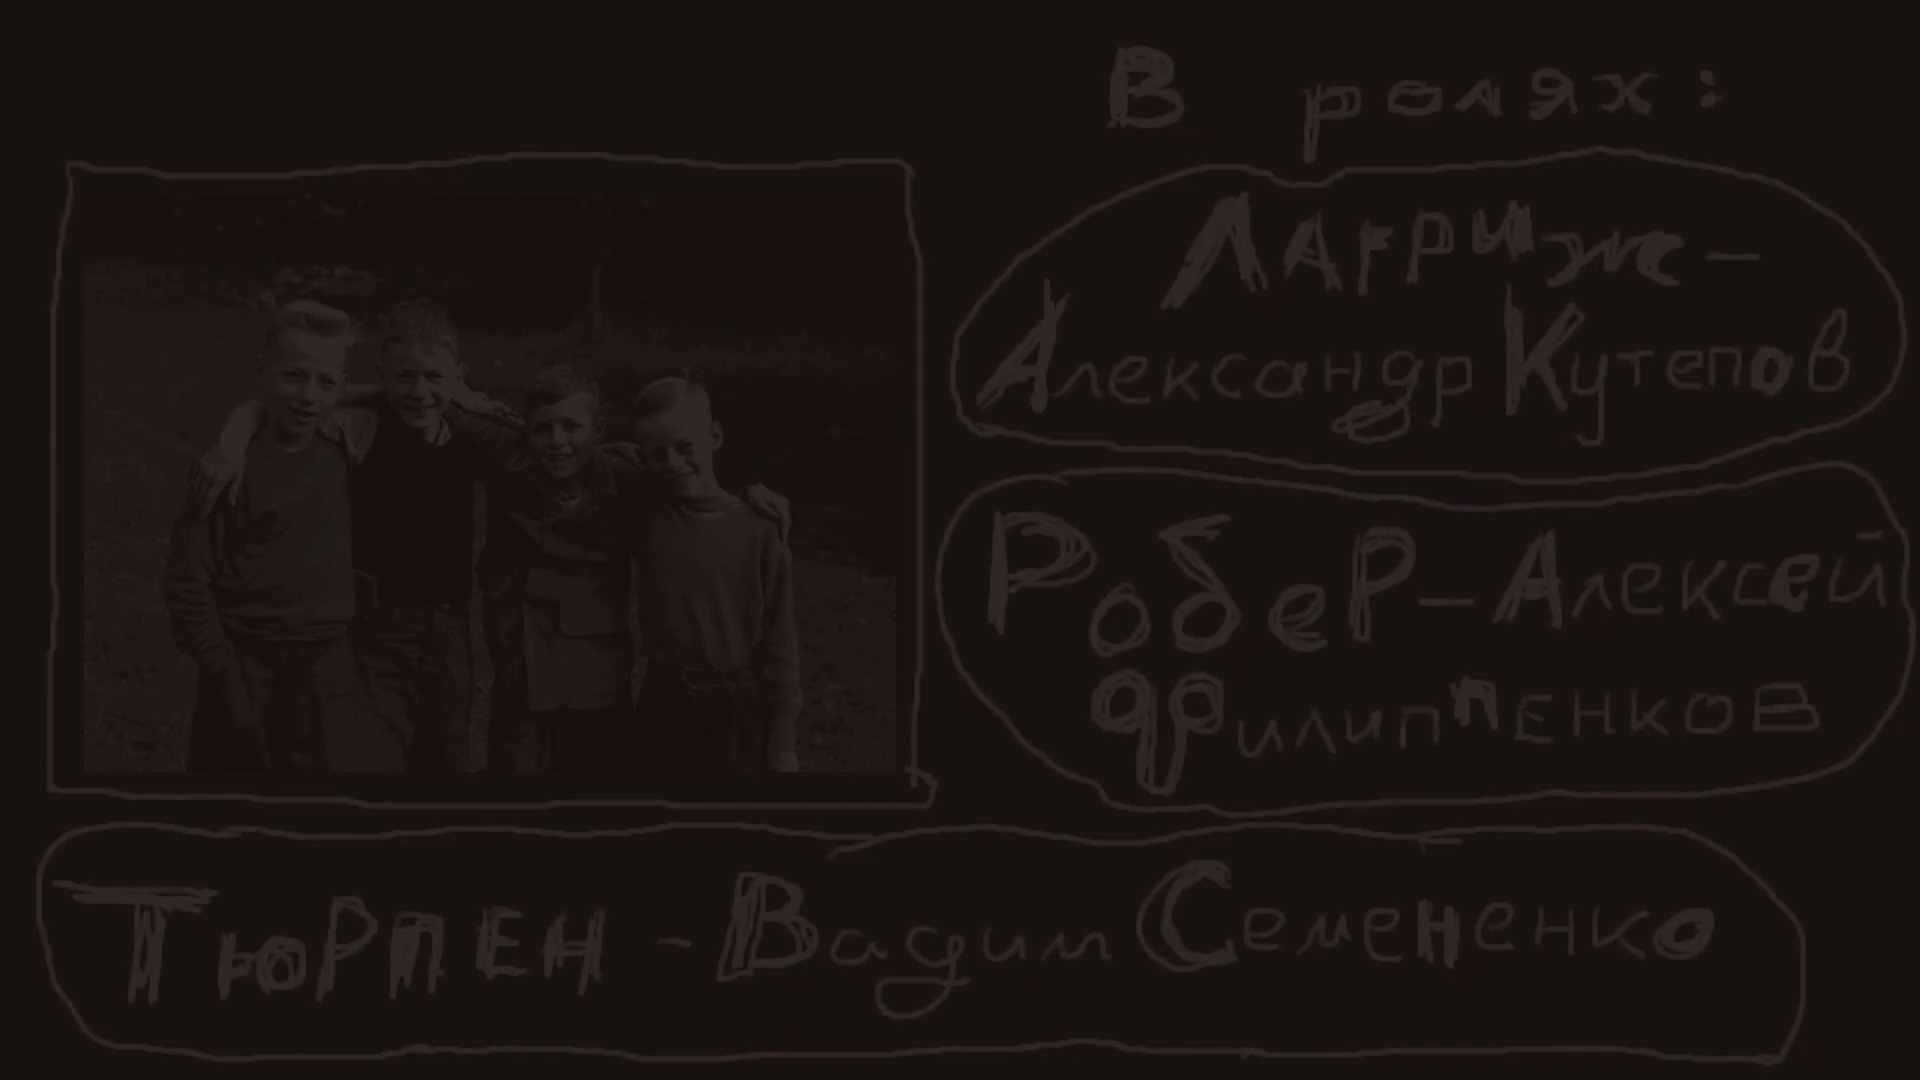 В ролях:
Лагриж-
Александр Кутепов
Робер-Алексей
Филиппенков
Тюрпен - Вадим Семененко